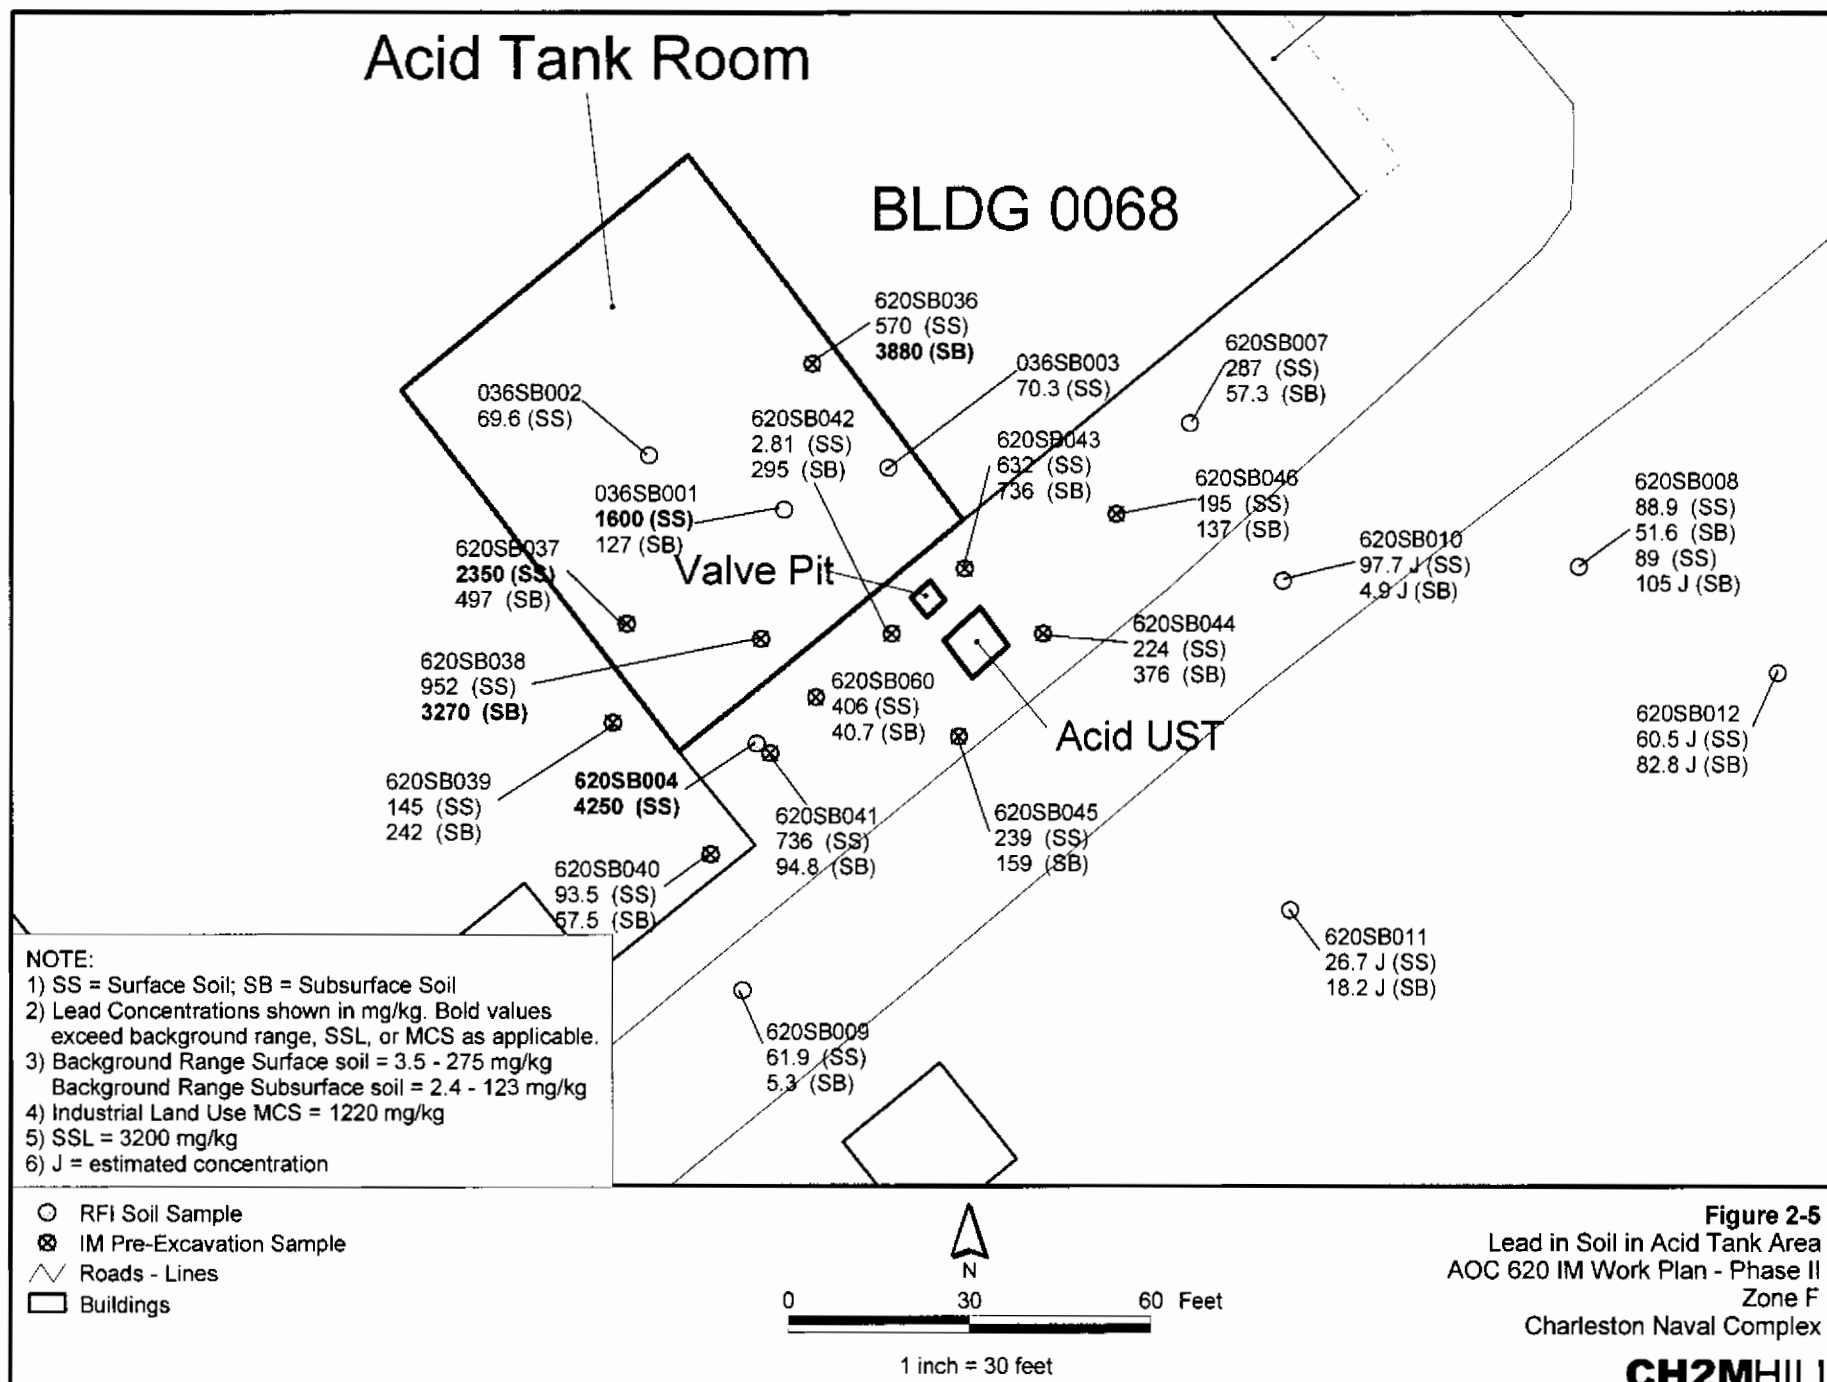 Acid Tank Room
BLDG 0068
620SB036
570 (SS)
3880 (SB)
036SB003
70.3 (SS)
620SB007
287 (SS)
57.3 (SB)
036SB002
69.6 (SS)
620SB042
2.81 (SS)
295 (SB)
620SB043
632 (SS)
736 (SB)
620SB046
195 (SS)
137 (SB)
620SB008
88.9 (SS)
51.6 (SB)
89 (SS)
105 J (SB)
036SB001
1600 (SS)
127 (SB)
620SB037
2350 (SS)
497 (SB)
Valve Pit
620SB010
97.7 J (SS)
4.9 J (SB)
620SB044
224 (SS)
376 (SB)
620SB038
952 (SS)
3270 (SB)
620SB060
406 (SS)
40.7 (SB)
Acid UST
620SB012
60.5 J (SS)
82.8 J (SB)
620SB039
145 (SS)
242 (SB)
620SB004
4250 (SS)
620SB041
736 (SS)
94.8 (SB)
620SB045
239 (SS)
159 (SB)
620SB040
93.5 (SS)
57.5 (SB)
620SB011
26.7 J (SS)
18.2 J (SB)
620SB009
61.9 (SS)
5.3 (SB)
NOTE:
1) SS = Surface Soil; SB = Subsurface Soil
2) Lead Concentrations shown in mg/kg. Bold values
exceed background range, SSL, or MCS as applicable.
3) Background Range Surface soil = 3.5 - 275 mg/kg
Background Range Subsurface soil = 2.4 - 123 mg/kg
4) Industrial Land Use MCS = 1220 mg/kg
5) SSL = 3200 mg/kg
6) J = estimated concentration
RFI Soil Sample
IM Pre-Excavation Sample
Roads - Lines
Buildings
N
0 30 60 Feet
1 inch = 30 feet
Figure 2-5
Lead in Soil in Acid Tank Area
AOC 620 IM Work Plan - Phase II
Zone F
Charleston Naval Complex
CH2MHILL